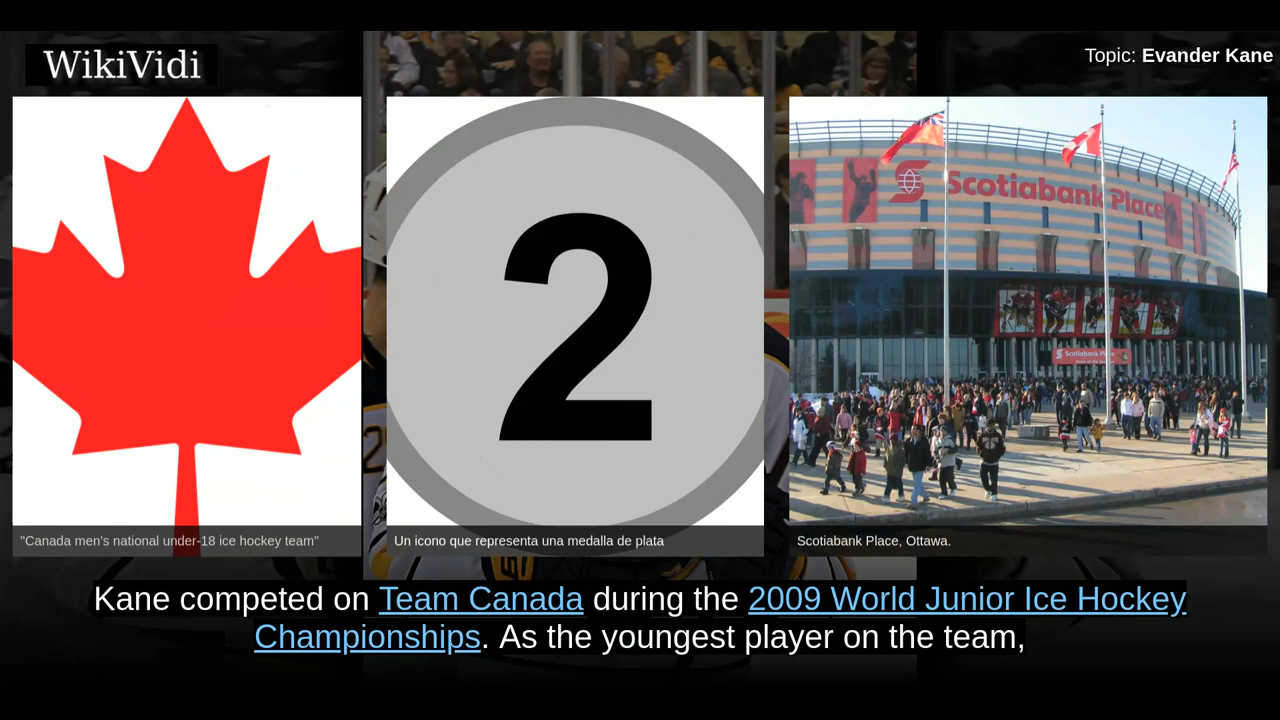 WikiVidi
Topic: Evander Kane
Scotiabank Place
Scotiabank Place
2
"Canada men's national under-18 ice hockey team"
Un icono que representa una medalla de plata
Scotiabank Place, Ottawa.
Kane competed on Team Canada during the 2009 World Junior Ice Hockey
Championships. As the youngest player on the team,